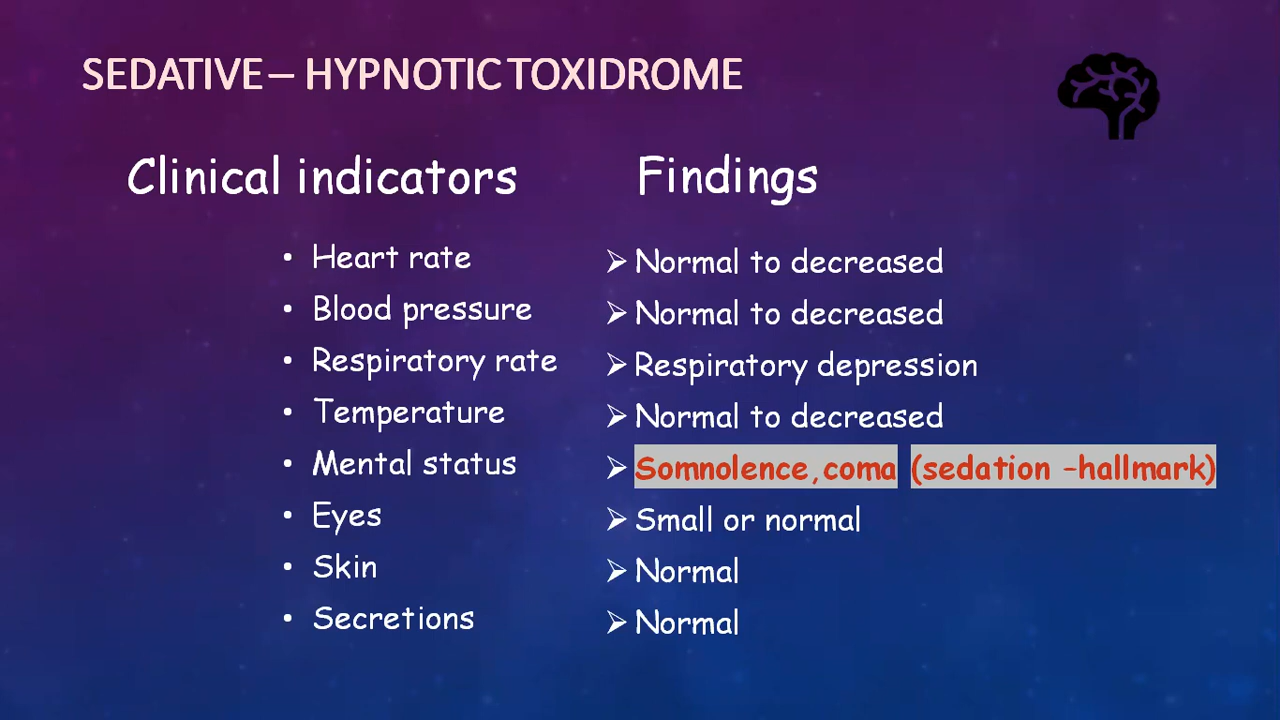 SEDATIVE – HYPNOTIC TOXIDROME
Clinical indicators
Findings
• Heart rate
➢ Normal to decreased
• Blood pressure
➢ Normal to decreased
• Respiratory rate
➢ Respiratory depression
• Temperature
➢ Normal to decreased
• Mental status
➢ Somnolence,coma (sedation -hallmark)
• Eyes
➢ Small or normal
• Skin
➢ Normal
• Secretions
➢ Normal